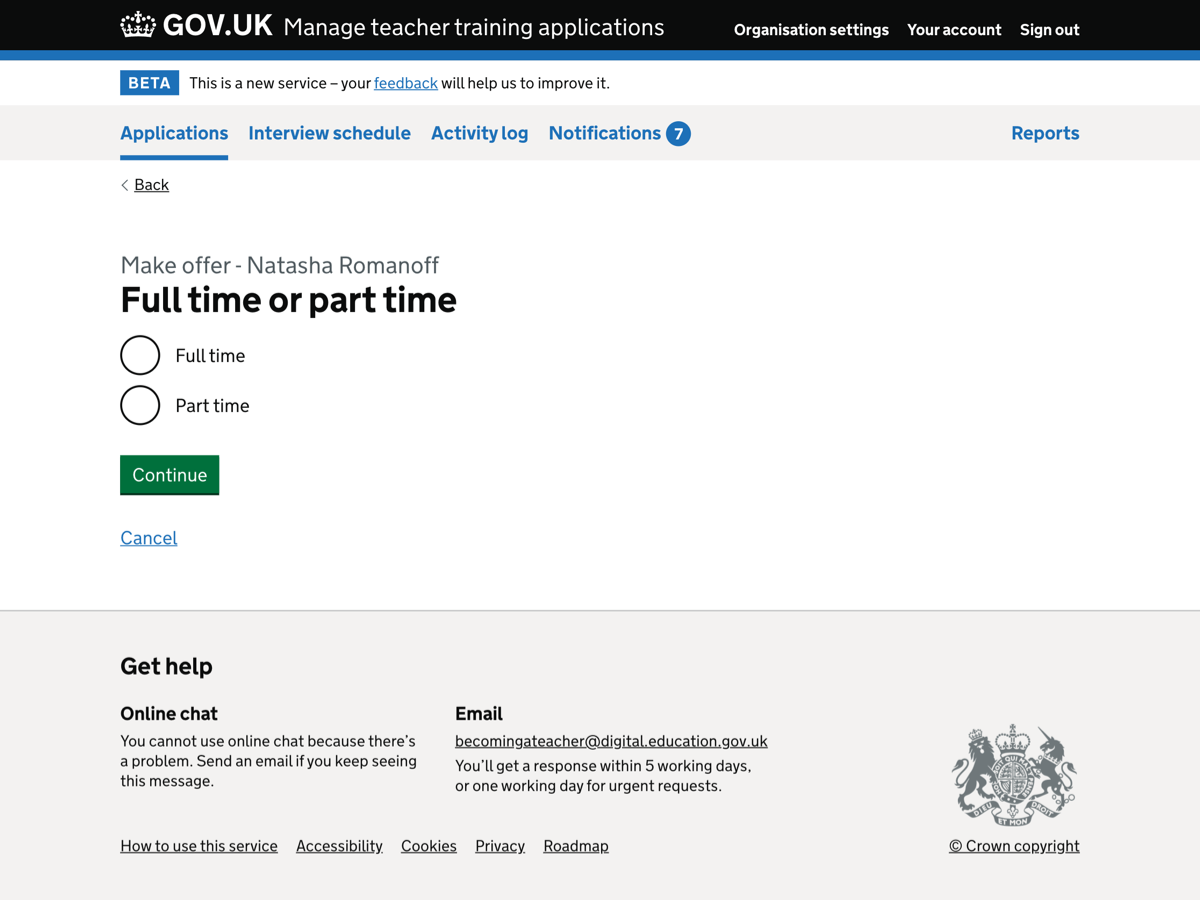 GOV.UK Manage teacher training applications Organisation settings Your account Sign out
BETA This is a new service – your feedback will help us to improve it.
Applications Interview schedule Activity log Notifications 7 Reports
Back
Make offer - Natasha Romanoff
Full time or part time
Full time
Part time
Continue
Cancel
Get help
Online chat
You cannot use online chat because there’s
a problem. Send an email if you keep seeing
this message.
Email
becomingateacher@digital.education.gov.uk
You’ll get a response within 5 working days,
or one working day for urgent requests.
DIEU ET MON DROIT
How to use this service Accessibility Cookies Privacy Roadmap © Crown copyright